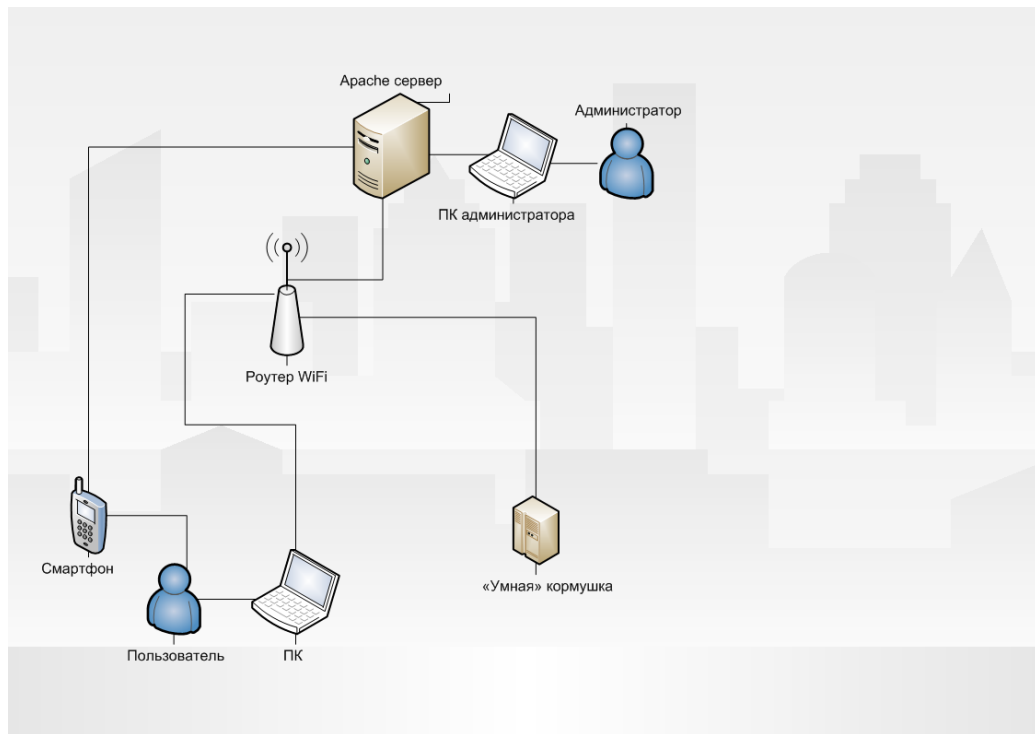 Apache сервер
Администратор
ПК администратора
Роутер WiFi
Смартфон
«Умная» кормушка
Пользователь
ПК